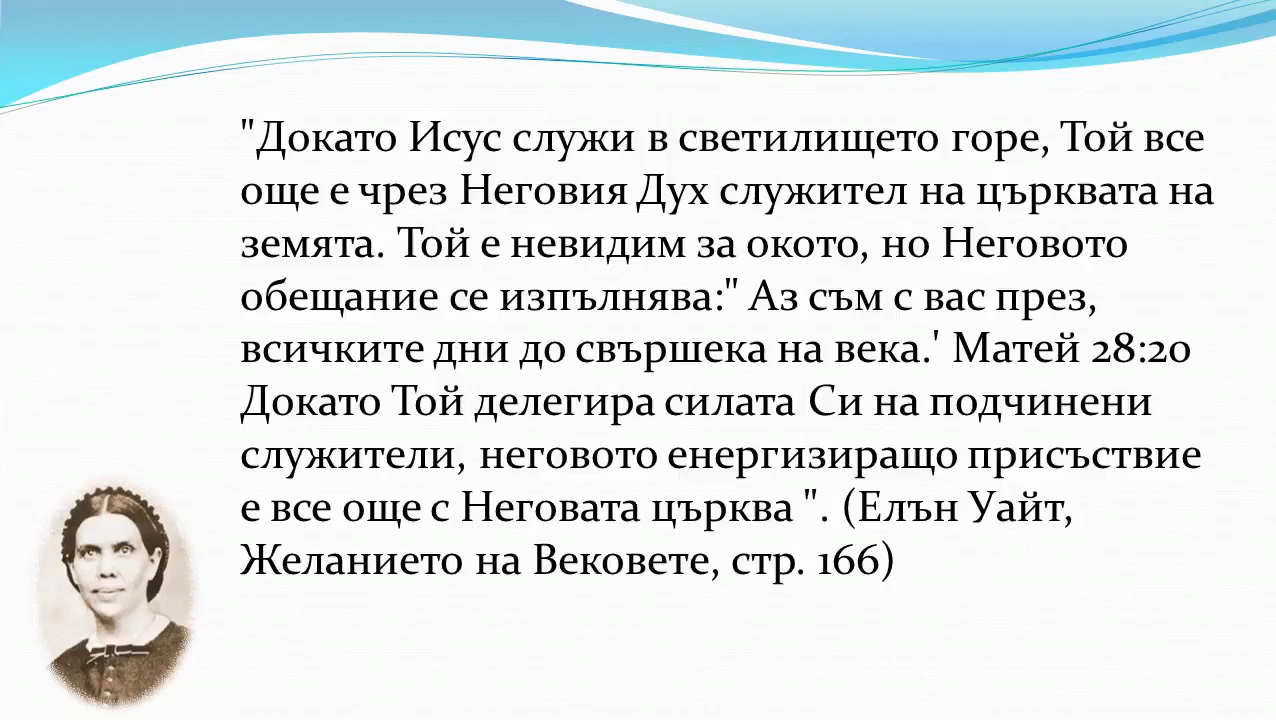 "Докато Исус служи в светилището горе, Той все
още е чрез Неговия Дух служител на църквата на
земята. Той е невидим за окото, но Неговото
обещание се изпълнява:" Аз съм с вас през,
всичките дни до свършека на века.' Матей 28:20
Докато Той делегира силата Си на подчинени
служители, неговото енергизиращо присъствие
е все още с Неговата църква ". (Елън Уайт,
Желанието на Вековете, стр. 166)